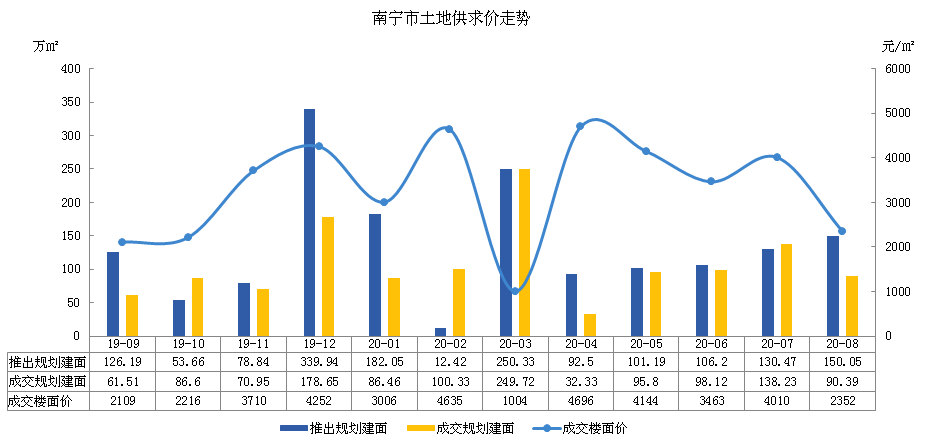 南宁市土地供求价走势
万㎡ 元/㎡
400 6000
350
300 5000
250 4000
200 3000
150 2000
100
50 1000
0 0
19-09 19-10 19-11 19-12 20-01 20-02 20-03 20-04 20-05 20-06 20-07 20-08
推出规划建面 126.19 53.66 78.84 339.94 182.05 12.42 250.33 92.5 101.19 106.2 130.47 150.05
成交规划建面 61.51 86.6 70.95 178.65 86.46 100.33 249.72 32.33 95.8 98.12 138.23 90.39
成交楼面价 2109 2216 3710 4252 3006 4635 1004 4696 4144 3463 4010 2352
推出规划建面 成交规划建面 成交楼面价